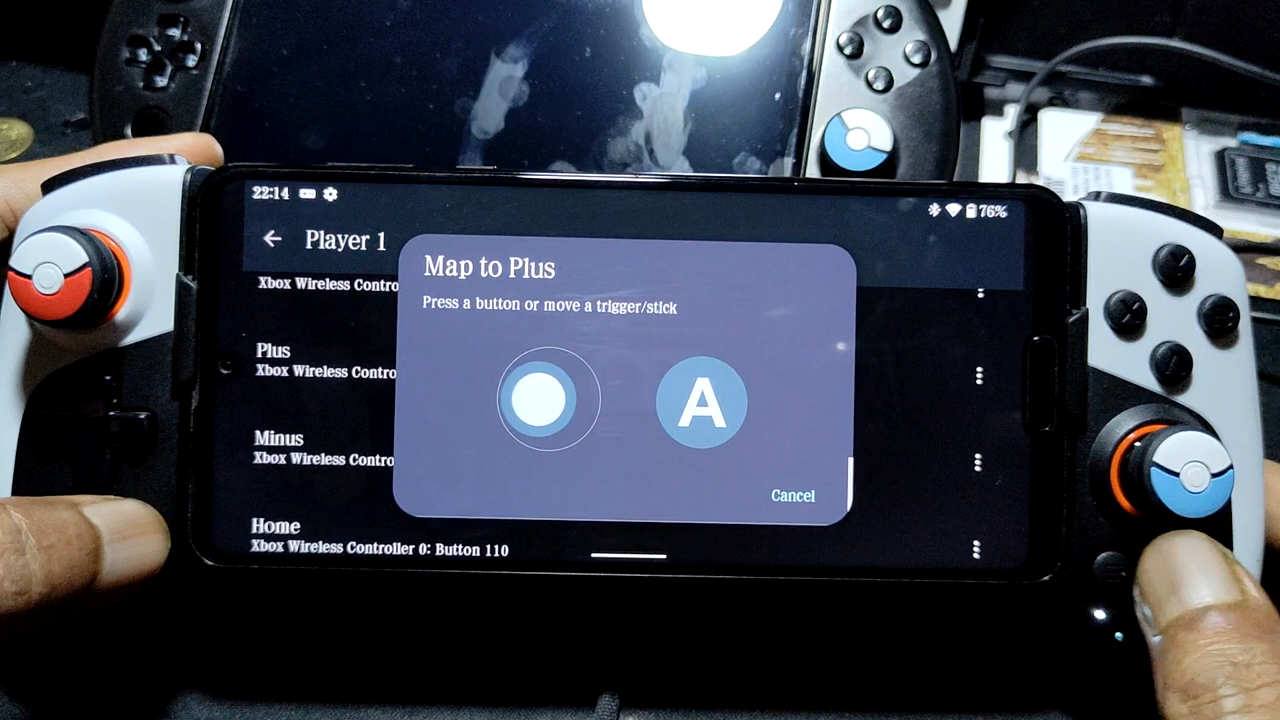 22:14
76%
Player 1
Map to Plus
Press a button or move a trigger/stick
A
Cancel
Xbox Wireless Contro
Plus
Xbox Wireless Contro
Minus
Xbox Wireless Contro
Home
Xbox Wireless Controller 0: Button 110